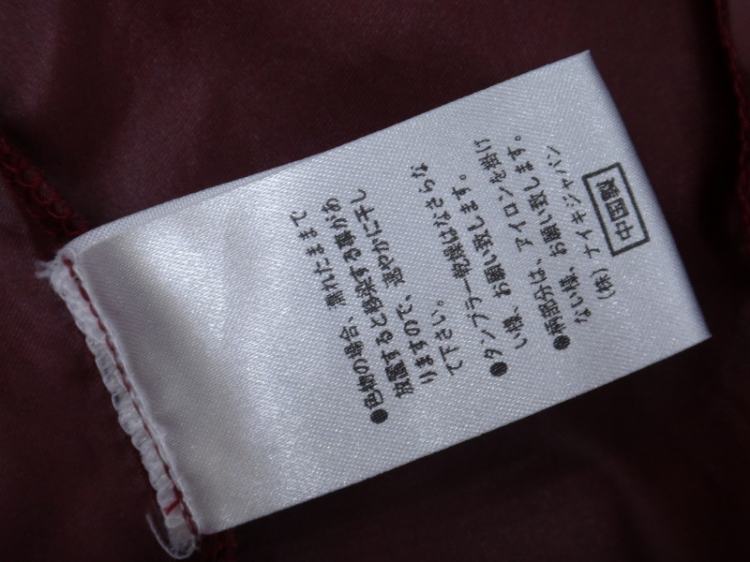 ●色物の場合、濡れたままで
放置すると移染する事があ
りますので、速やかに干し
て下さい。
●タンブラー乾燥はなさらな
い様、お願い致します。
●柄部分は、アイロンを掛け
ない様、お願い致します。
(株)ナイキジャパン
中国製